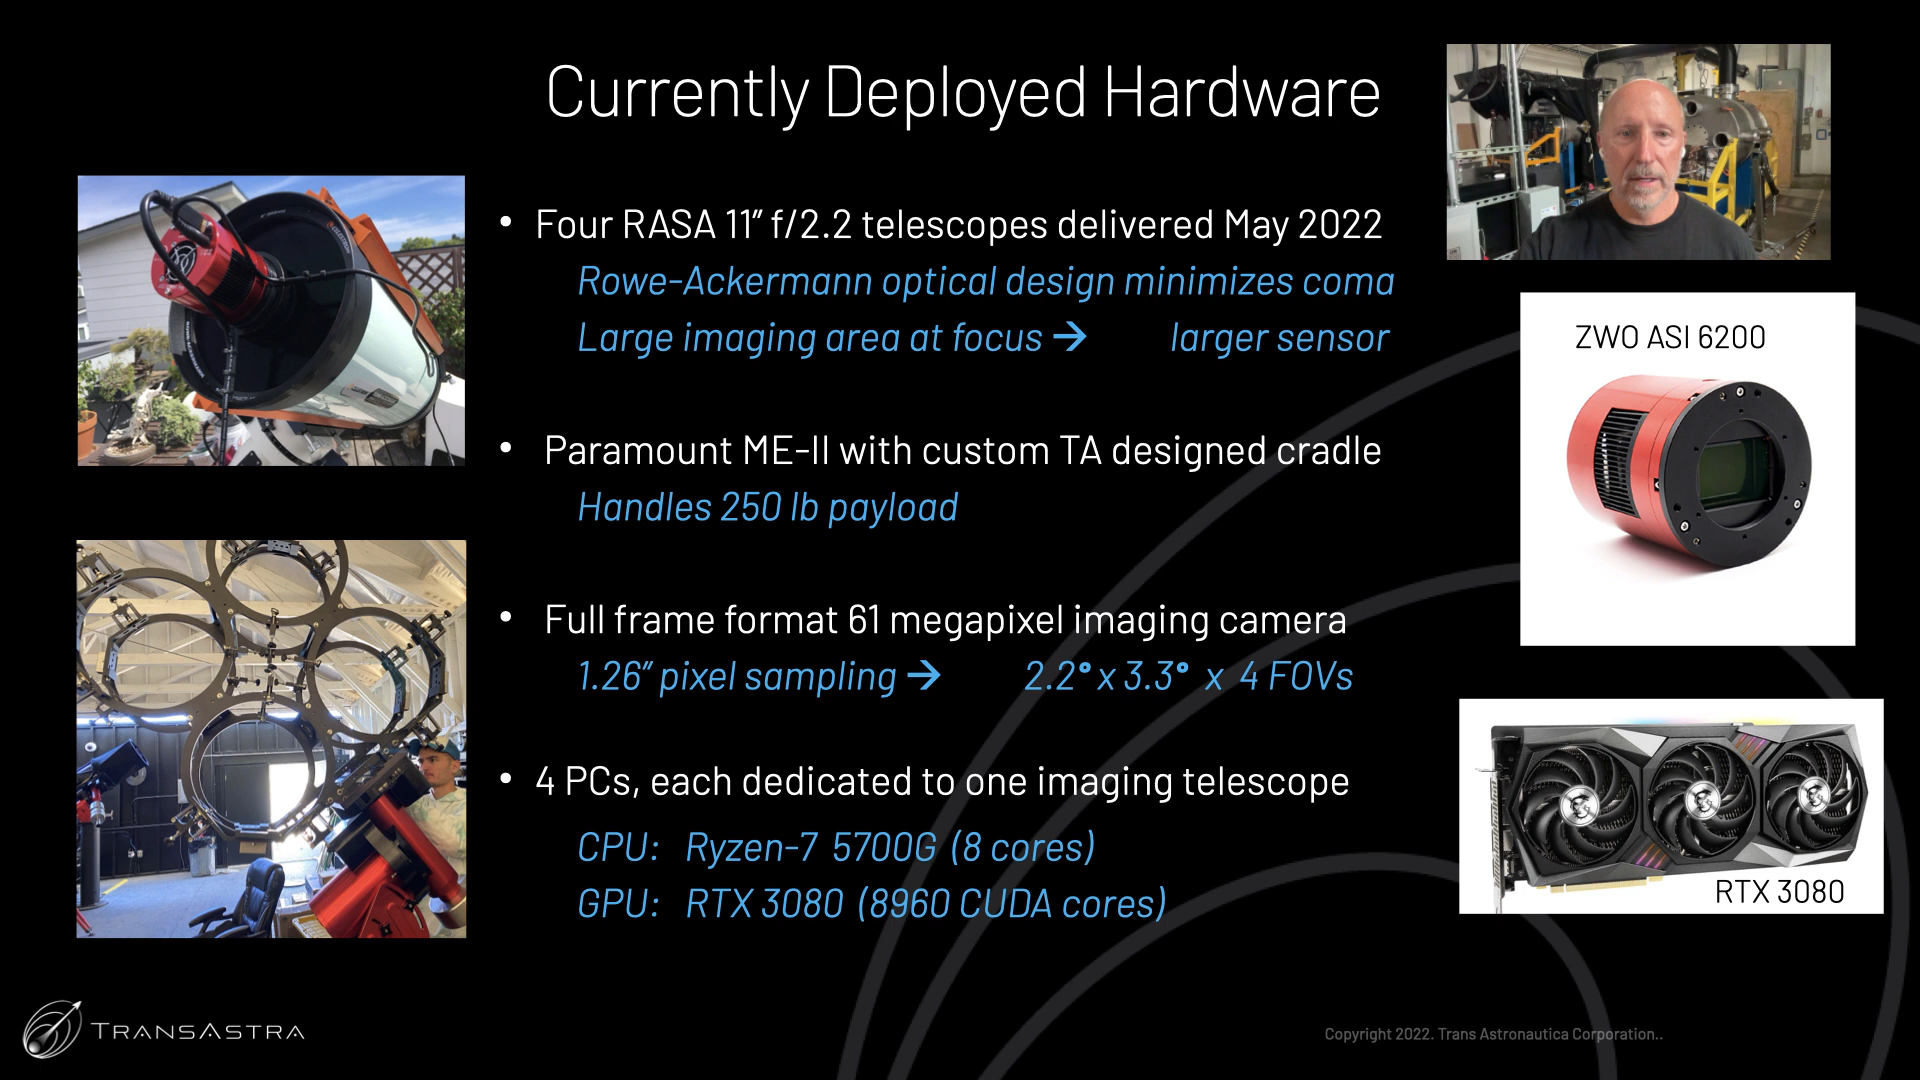 Currently Deployed Hardware
• Four RASA 11” f/2.2 telescopes delivered May 2022
Rowe-Ackermann optical design minimizes coma
Large imaging area at focus → larger sensor
• Paramount ME-II with custom TA designed cradle
Handles 250 lb payload
• Full frame format 61 megapixel imaging camera
1.26” pixel sampling → 2.2° x 3.3° x 4 FOVs
• 4 PCs, each dedicated to one imaging telescope
CPU: Ryzen-7 5700G (8 cores)
GPU: RTX 3080 (8960 CUDA cores)
ZWO ASI 6200
RTX 3080
TRANSASTRA
Copyright 2022. Trans Astronautica Corporation..